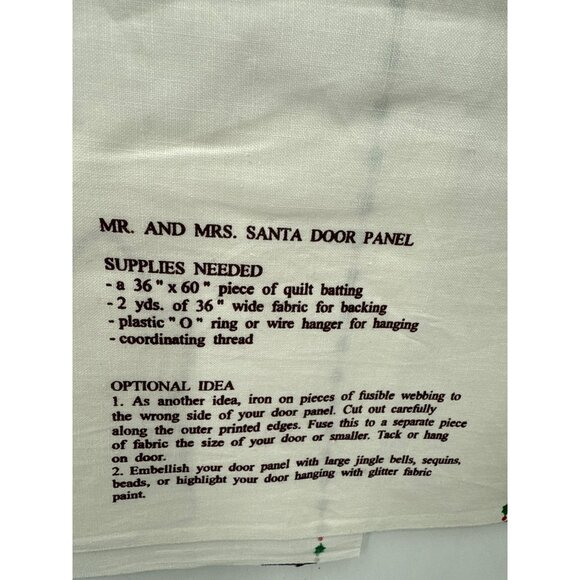 MR. AND MRS. SANTA DOOR PANEL
SUPPLIES NEEDED
- a 36" x 60" piece of quilt batting
- 2 yds. of 36" wide fabric for backing
- plastic "O" ring or wire hanger for hanging
- coordinating thread
OPTIONAL IDEA
1. As another idea, iron on pieces of fusible webbing to
the wrong side of your door panel. Cut out carefully
along the outer printed edges. Fuse this to a separate piece
of fabric the size of your door or smaller. Tack or hang
on door.
2. Embellish your door panel with large jingle bells, sequins,
beads, or highlight your door hanging with glitter fabric
paint.